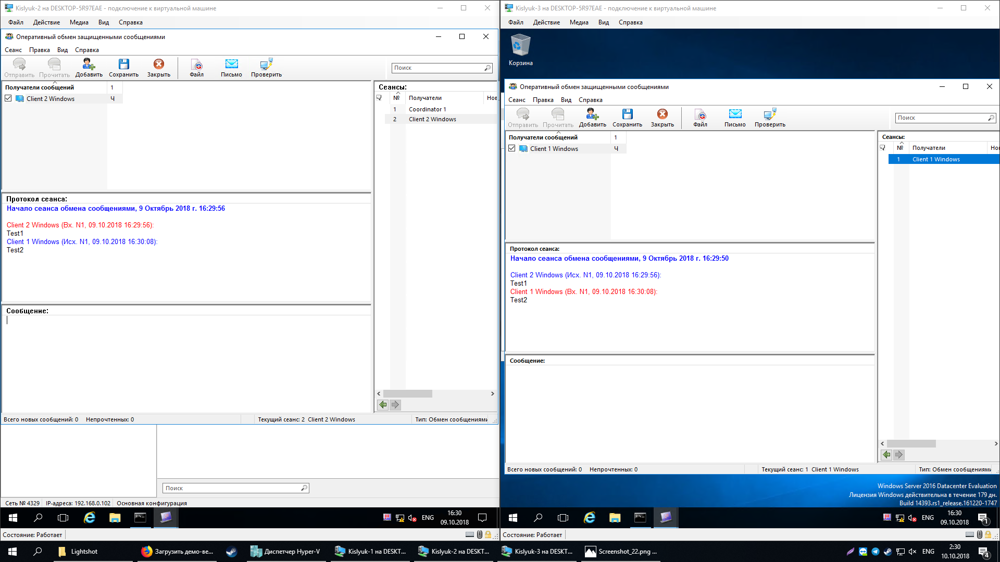 Kislyuk-2 на DESKTOP-5R97EAE - подключение к виртуальной машине
Файл Действие Медиа Вид Справка
Оперативный обмен защищенными сообщениями
Сеанс Правка Вид Справка
Отправить Прочитать Добавить Сохранить Закрыть Файл Письмо Проверить
Поиск
Получатели сообщений 1
Client 2 Windows Ч
Сеансы:
№ Получатели Нов
1 Coordinator 1
2 Client 2 Windows
Протокол сеанса:
Начало сеанса обмена сообщениями, 9 Октябрь 2018 г. 16:29:56
Client 2 Windows (Вх. N1, 09.10.2018 16:29:56):
Test1
Client 1 Windows (Исх. N1, 09.10.2018 16:30:08):
Test2
Сообщение:
Всего новых сообщений: 0 Непрочтенных: 0 Текущий сеанс: 2 Client 2 Windows Тип: Обмен сообщениями
Поиск
Сеть № 4329 IP-адреса: 192.168.0.102 Основная конфигурация
ENG 16:30
09.10.2018
Состояние: Работает
Kislyuk-3 на DESKTOP-5R97EAE - подключение к виртуальной машине
Файл Действие Медиа Вид Справка
Корзина
Оперативный обмен защищенными сообщениями
Сеанс Правка Вид Справка
Отправить Прочитать Добавить Сохранить Закрыть Файл Письмо Проверить
Поиск
Получатели сообщений 1
Client 1 Windows Ч
Сеансы:
№ Получатели Нов
1 Client 1 Windows
Протокол сеанса:
Начало сеанса обмена сообщениями, 9 Октябрь 2018 г. 16:29:50
Client 2 Windows (Исх. N1, 09.10.2018 16:29:56):
Test1
Client 1 Windows (Вх. N1, 09.10.2018 16:30:08):
Test2
Сообщение:
Всего новых сообщений: 0 Непрочтенных: 0 Текущий сеанс: 1 Client 1 Windows Тип: Обмен сообщениями
Windows Server 2016 Datacenter Evaluation
Лицензия Windows действительна в течение 179 дн.
Build 14393.rs1_release.161220-1747
ENG 16:30
09.10.2018 1
Состояние: Работает
Lightshot Загрузить демо-ве... Диспетчер Hyper-V Kislyuk-1 на DESKT... Kislyuk-2 на DESKT... Kislyuk-3 на DESKT... Screenshot_22.png ... ENG 2:30
10.10.2018 4